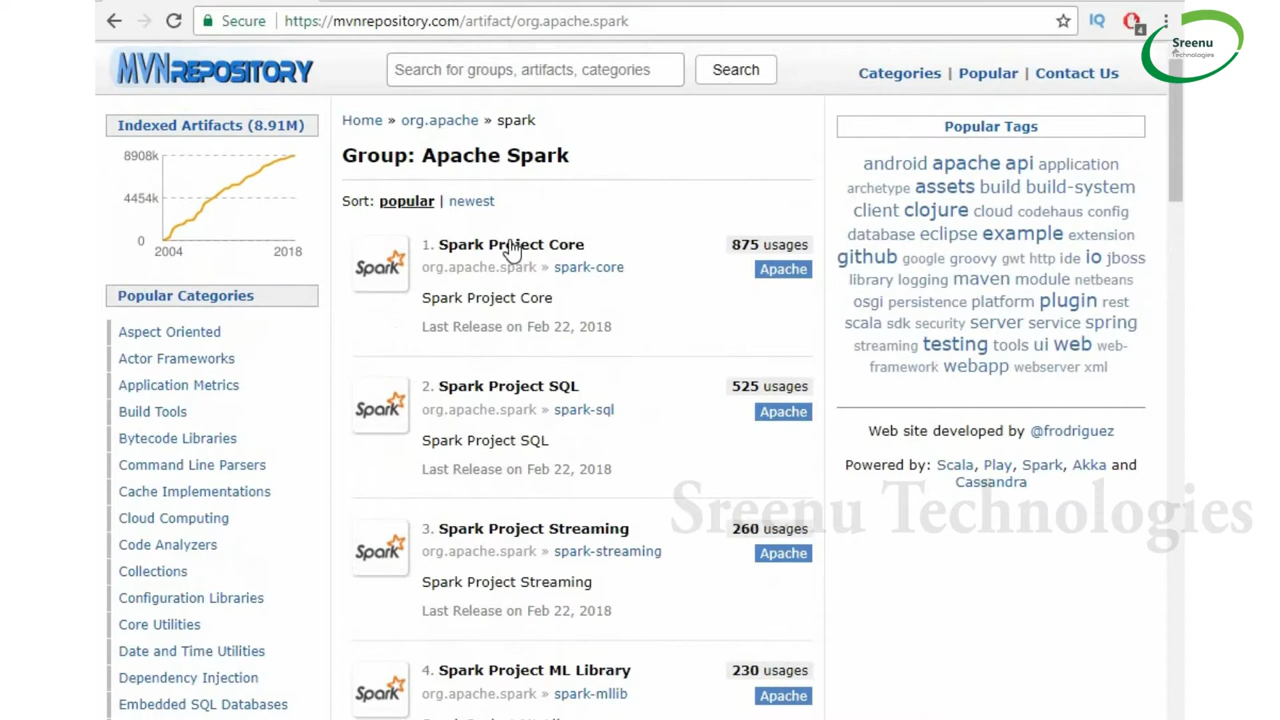 Secure https://mvnrepository.com/artifact/org.apache.spark
IQ
4
Sreenu
Technologies
MVNREPOSITORY
Search for groups, artifacts, categories
Search
Categories | Popular | Contact Us
Indexed Artifacts (8.91M)
8908k
4454k
0
2004
2018
Popular Categories
Aspect Oriented
Actor Frameworks
Application Metrics
Build Tools
Bytecode Libraries
Command Line Parsers
Cache Implementations
Cloud Computing
Code Analyzers
Collections
Configuration Libraries
Core Utilities
Date and Time Utilities
Dependency Injection
Embedded SQL Databases
Home » org.apache » spark
Group: Apache Spark
Sort: popular | newest
Spark
1. Spark Project Core
875 usages
org.apache.spark » spark-core
Apache
Spark Project Core
Last Release on Feb 22, 2018
Spark
2. Spark Project SQL
525 usages
org.apache.spark » spark-sql
Apache
Spark Project SQL
Last Release on Feb 22, 2018
Spark
3. Spark Project Streaming
260 usages
org.apache.spark » spark-streaming
Apache
Spark Project Streaming
Last Release on Feb 22, 2018
Spark
4. Spark Project ML Library
230 usages
org.apache.spark » spark-mllib
Apache
Popular Tags
android apache api application
archetype assets build build-system
client clojure cloud codehaus config
database eclipse example extension
github google groovy gwt http ide io jboss
library logging maven module netbeans
osgi persistence platform plugin rest
scala sdk security server service spring
streaming testing tools ui web web-
framework webapp webserver xml
Web site developed by @frodriguez
Powered by: Scala, Play, Spark, Akka and
Cassandra
Sreenu Technologies